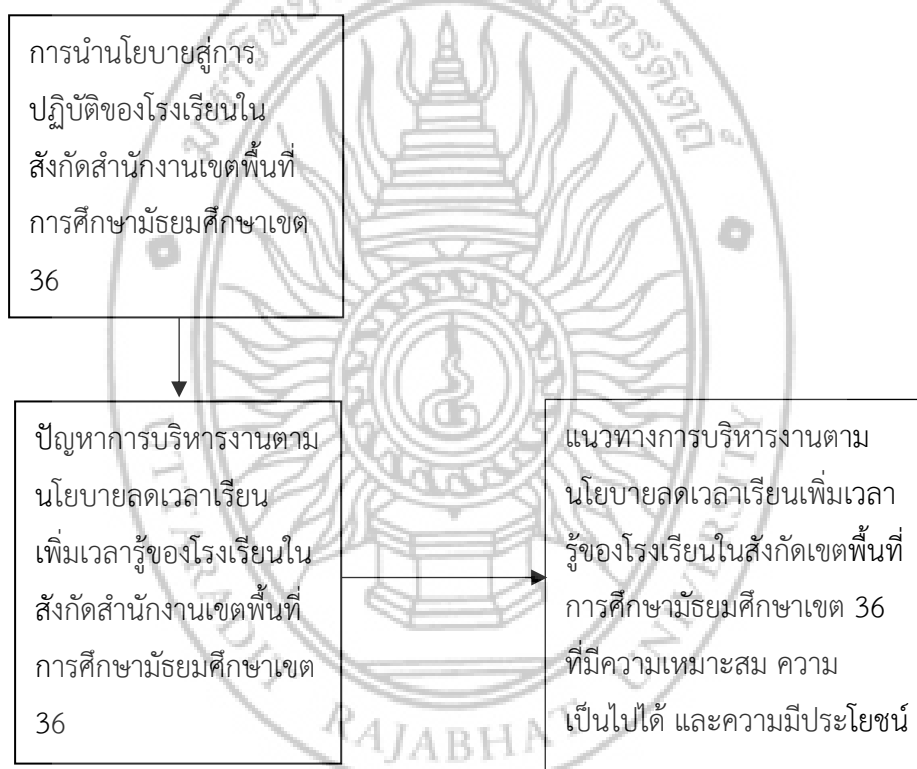 การนำนโยบายสู่การ
ปฏิบัติของโรงเรียนใน
สังกัดสำนักงานเขตพื้นที่
การศึกษามัธยมศึกษาเขต
36
ปัญหาการบริหารงานตาม
นโยบายลดเวลาเรียน
เพิ่มเวลารู้ของโรงเรียนใน
สังกัดสำนักงานเขตพื้นที่
การศึกษามัธยมศึกษาเขต
36
แนวทางการบริหารงานตาม
นโยบายลดเวลาเรียนเพิ่มเวลา
รู้ของโรงเรียนในสังกัดเขตพื้นที่
การศึกษามัธยมศึกษาเขต 36
ที่มีความเหมาะสม ความ
เป็นไปได้ และความมีประโยชน์
RAJABHAT UNIVERSITY